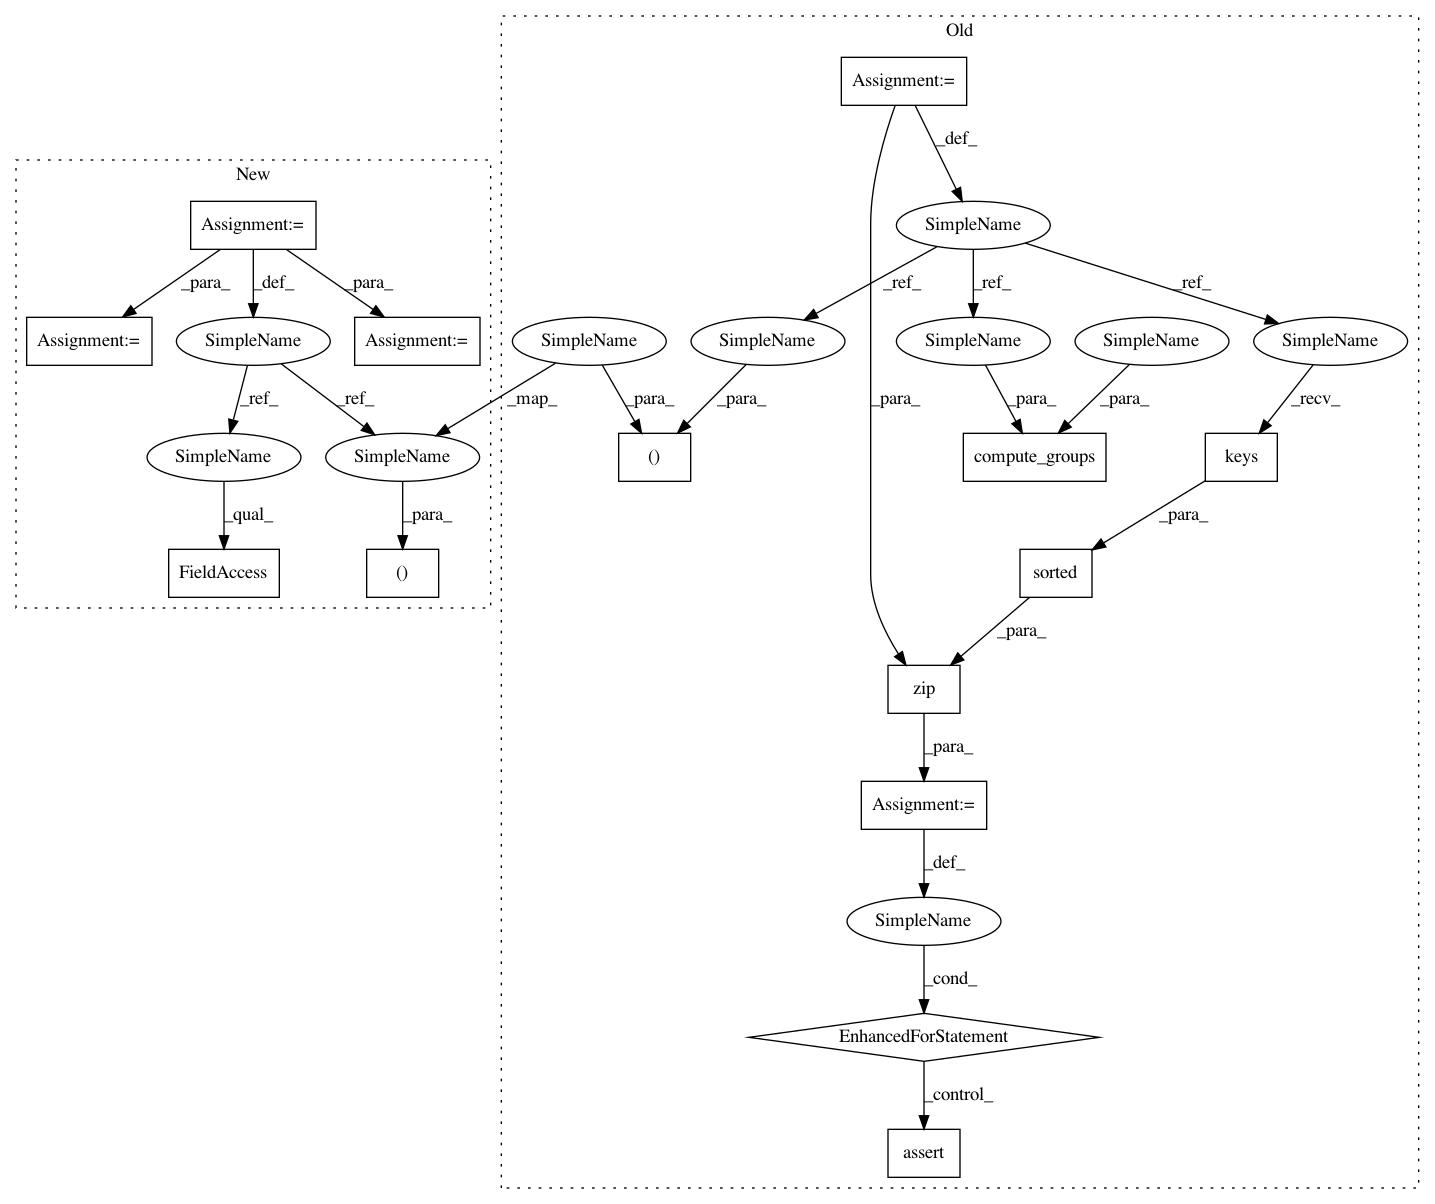 Old
Assignment:=
_def_
New
Assignment:=
SimpleName
_para_
_def_
_para_
_ref_
_ref_
_ref_
Assignment:=
SimpleName
Assignment:=
SimpleName
SimpleName
SimpleName
SimpleName
SimpleName
_ref_
_ref_
_map_
_para_
_para_
_para_
_para_
_para_
_recv_
SimpleName
SimpleName
()
compute_groups
keys
_qual_
_para_
_para_
FieldAccess
()
sorted
_para_
zip
_para_
Assignment:=
_def_
SimpleName
_cond_
EnhancedForStatement
_control_
assert